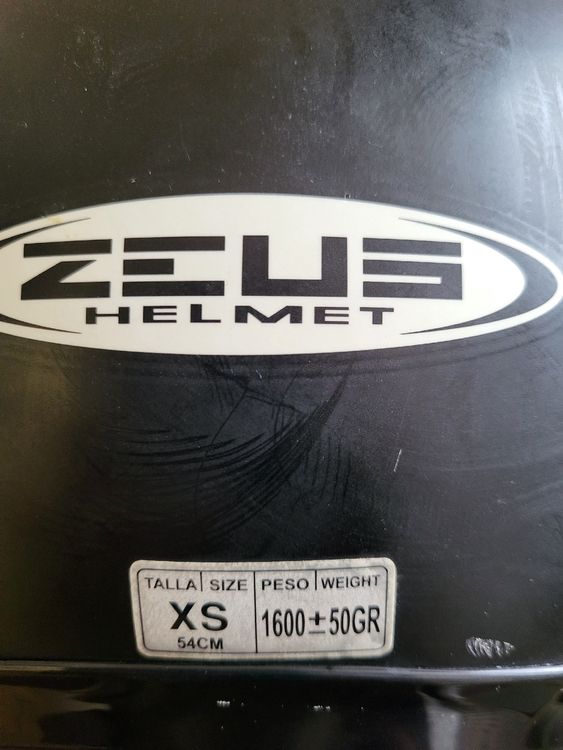 ZEUS
HELMET
TALLA | SIZE PESO | WEIGHT
XS 1600±50GR
54CM